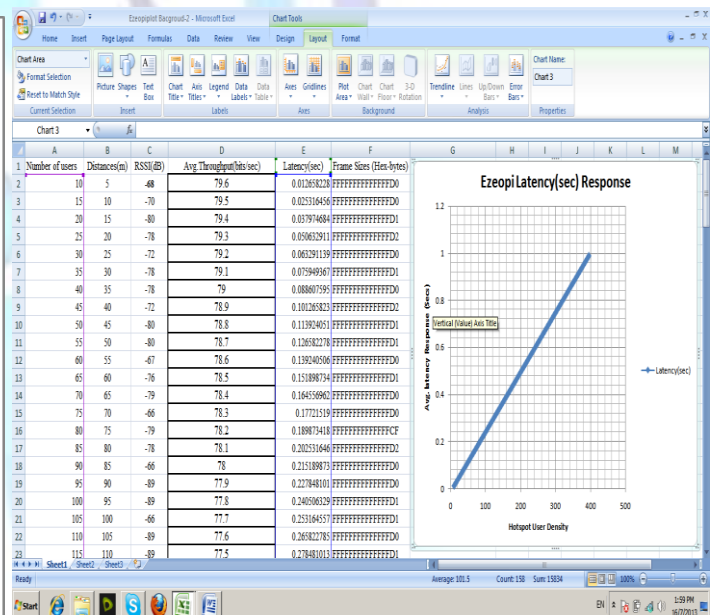 Ezeopiplot Bacgroud-2 - Microsoft Excel Chart Tools
Home Insert Page Layout Formulas Data Review View Design Layout Format
Chart Area
Format Selection
Reset to Match Style
Current Selection
Picture Shapes Text Box
Insert
Chart Title Axis Titles Legend Data Labels Data Table
Labels
Axes Gridlines
Axes
Plot Area Chart Wall Chart Floor 3-D Rotation
Background
Trendline Lines Up/Down Bars Error Bars
Analysis
Chart Name:
Chart 3
Properties
Chart 3 fx
A B C D E F G H I J K L M
1 Number of users Distances(m) RSSI(dB) Avg.Throughput(bits/sec) Latency(sec) Frame Sizes (Hex-bytes)
2 10 5 -68 79.6 0.012658228 FFFFFFFFFFFFFFD0
3 15 10 -70 79.5 0.025316456 FFFFFFFFFFFFFFD0
4 20 15 -80 79.4 0.037974684 FFFFFFFFFFFFFFD1
5 25 20 -78 79.3 0.050632911 FFFFFFFFFFFFFFD2
6 30 25 -72 79.2 0.063291139 FFFFFFFFFFFFFFD0
7 35 30 -78 79.1 0.075949367 FFFFFFFFFFFFFFD1
8 40 35 -78 79 0.088607595 FFFFFFFFFFFFFFD0
9 45 40 -72 78.9 0.101265823 FFFFFFFFFFFFFFD2
10 50 45 -80 78.8 0.113924051 FFFFFFFFFFFFFFD1
11 55 50 -80 78.7 0.126582278 FFFFFFFFFFFFFFD1
12 60 55 -67 78.6 0.139240506 FFFFFFFFFFFFFFD0
13 65 60 -76 78.5 0.151898734 FFFFFFFFFFFFFFD1
14 70 65 -79 78.4 0.164556962 FFFFFFFFFFFFFFD0
15 75 70 -66 78.3 0.17721519 FFFFFFFFFFFFFFD0
16 80 75 -79 78.2 0.189873418 FFFFFFFFFFFFFFCF
17 85 80 -78 78.1 0.202531646 FFFFFFFFFFFFFFD2
18 90 85 -66 78 0.215189873 FFFFFFFFFFFFFFD0
19 95 90 -89 77.9 0.227848101 FFFFFFFFFFFFFFD0
20 100 95 -89 77.8 0.240506329 FFFFFFFFFFFFFFD1
21 105 100 -66 77.7 0.253164557 FFFFFFFFFFFFFFD1
22 110 105 -89 77.6 0.265822785 FFFFFFFFFFFFFFD0
23 115 110 -89 77.5 0.278481013 FFFFFFFFFFFFFFD1
Ezeopi Latency(sec) Response
1.2
1
0.8
0.6
0.4
0.2
0
Avg. latency Response (Secs)
Vertical (Value) Axis Title
Latency(sec)
0 100 200 300 400 500
Hotspot User Density
Sheet1 Sheet2 Sheet3
Ready Average: 101.5 Count: 158 Sum: 15834 100%
Start EN 1:59 PM
16/7/2013